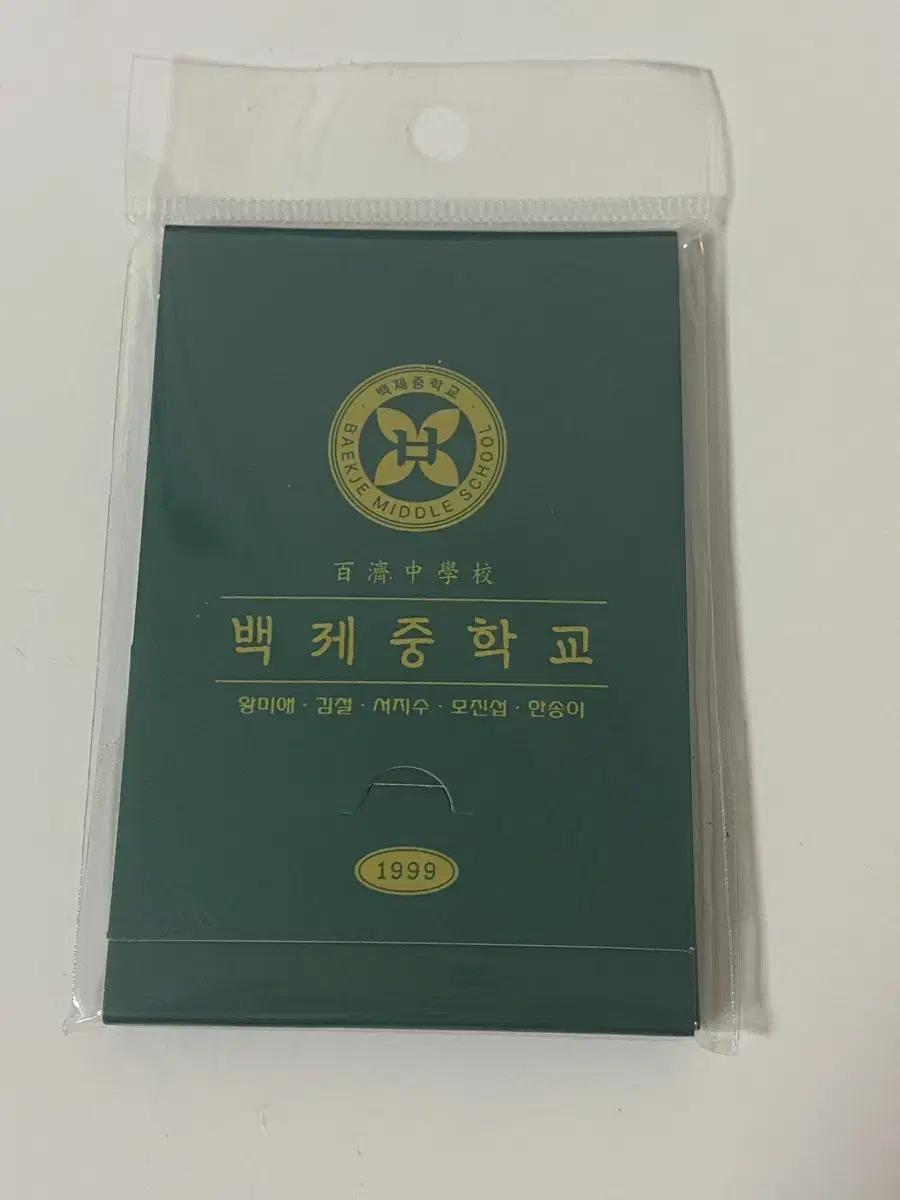 · 백제중학교 ·
BAEKJE MIDDLE SCHOOL
百濟中學校
백제중학교
왕미애 · 김철 · 서지수 · 모진섭 · 안송이
1999